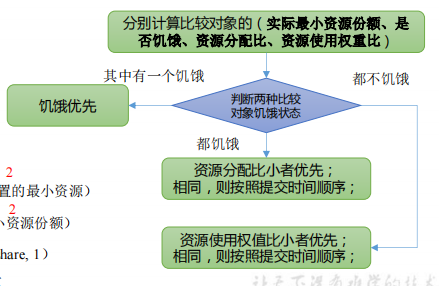 分别计算比较对象的（实际最小资源份额、是
否饥饿、资源分配比、资源使用权重比）
其中有一个饥饿
都不饥饿
饥饿优先
判断两种比较
对象饥饿状态
都饥饿
资源分配比小者优先；
相同，则按照提交时间顺序；
2
置的最小资源）
2
小资源份额）
hare, 1）
资源使用权值比小者优先；
相同，则按照提交时间顺序；